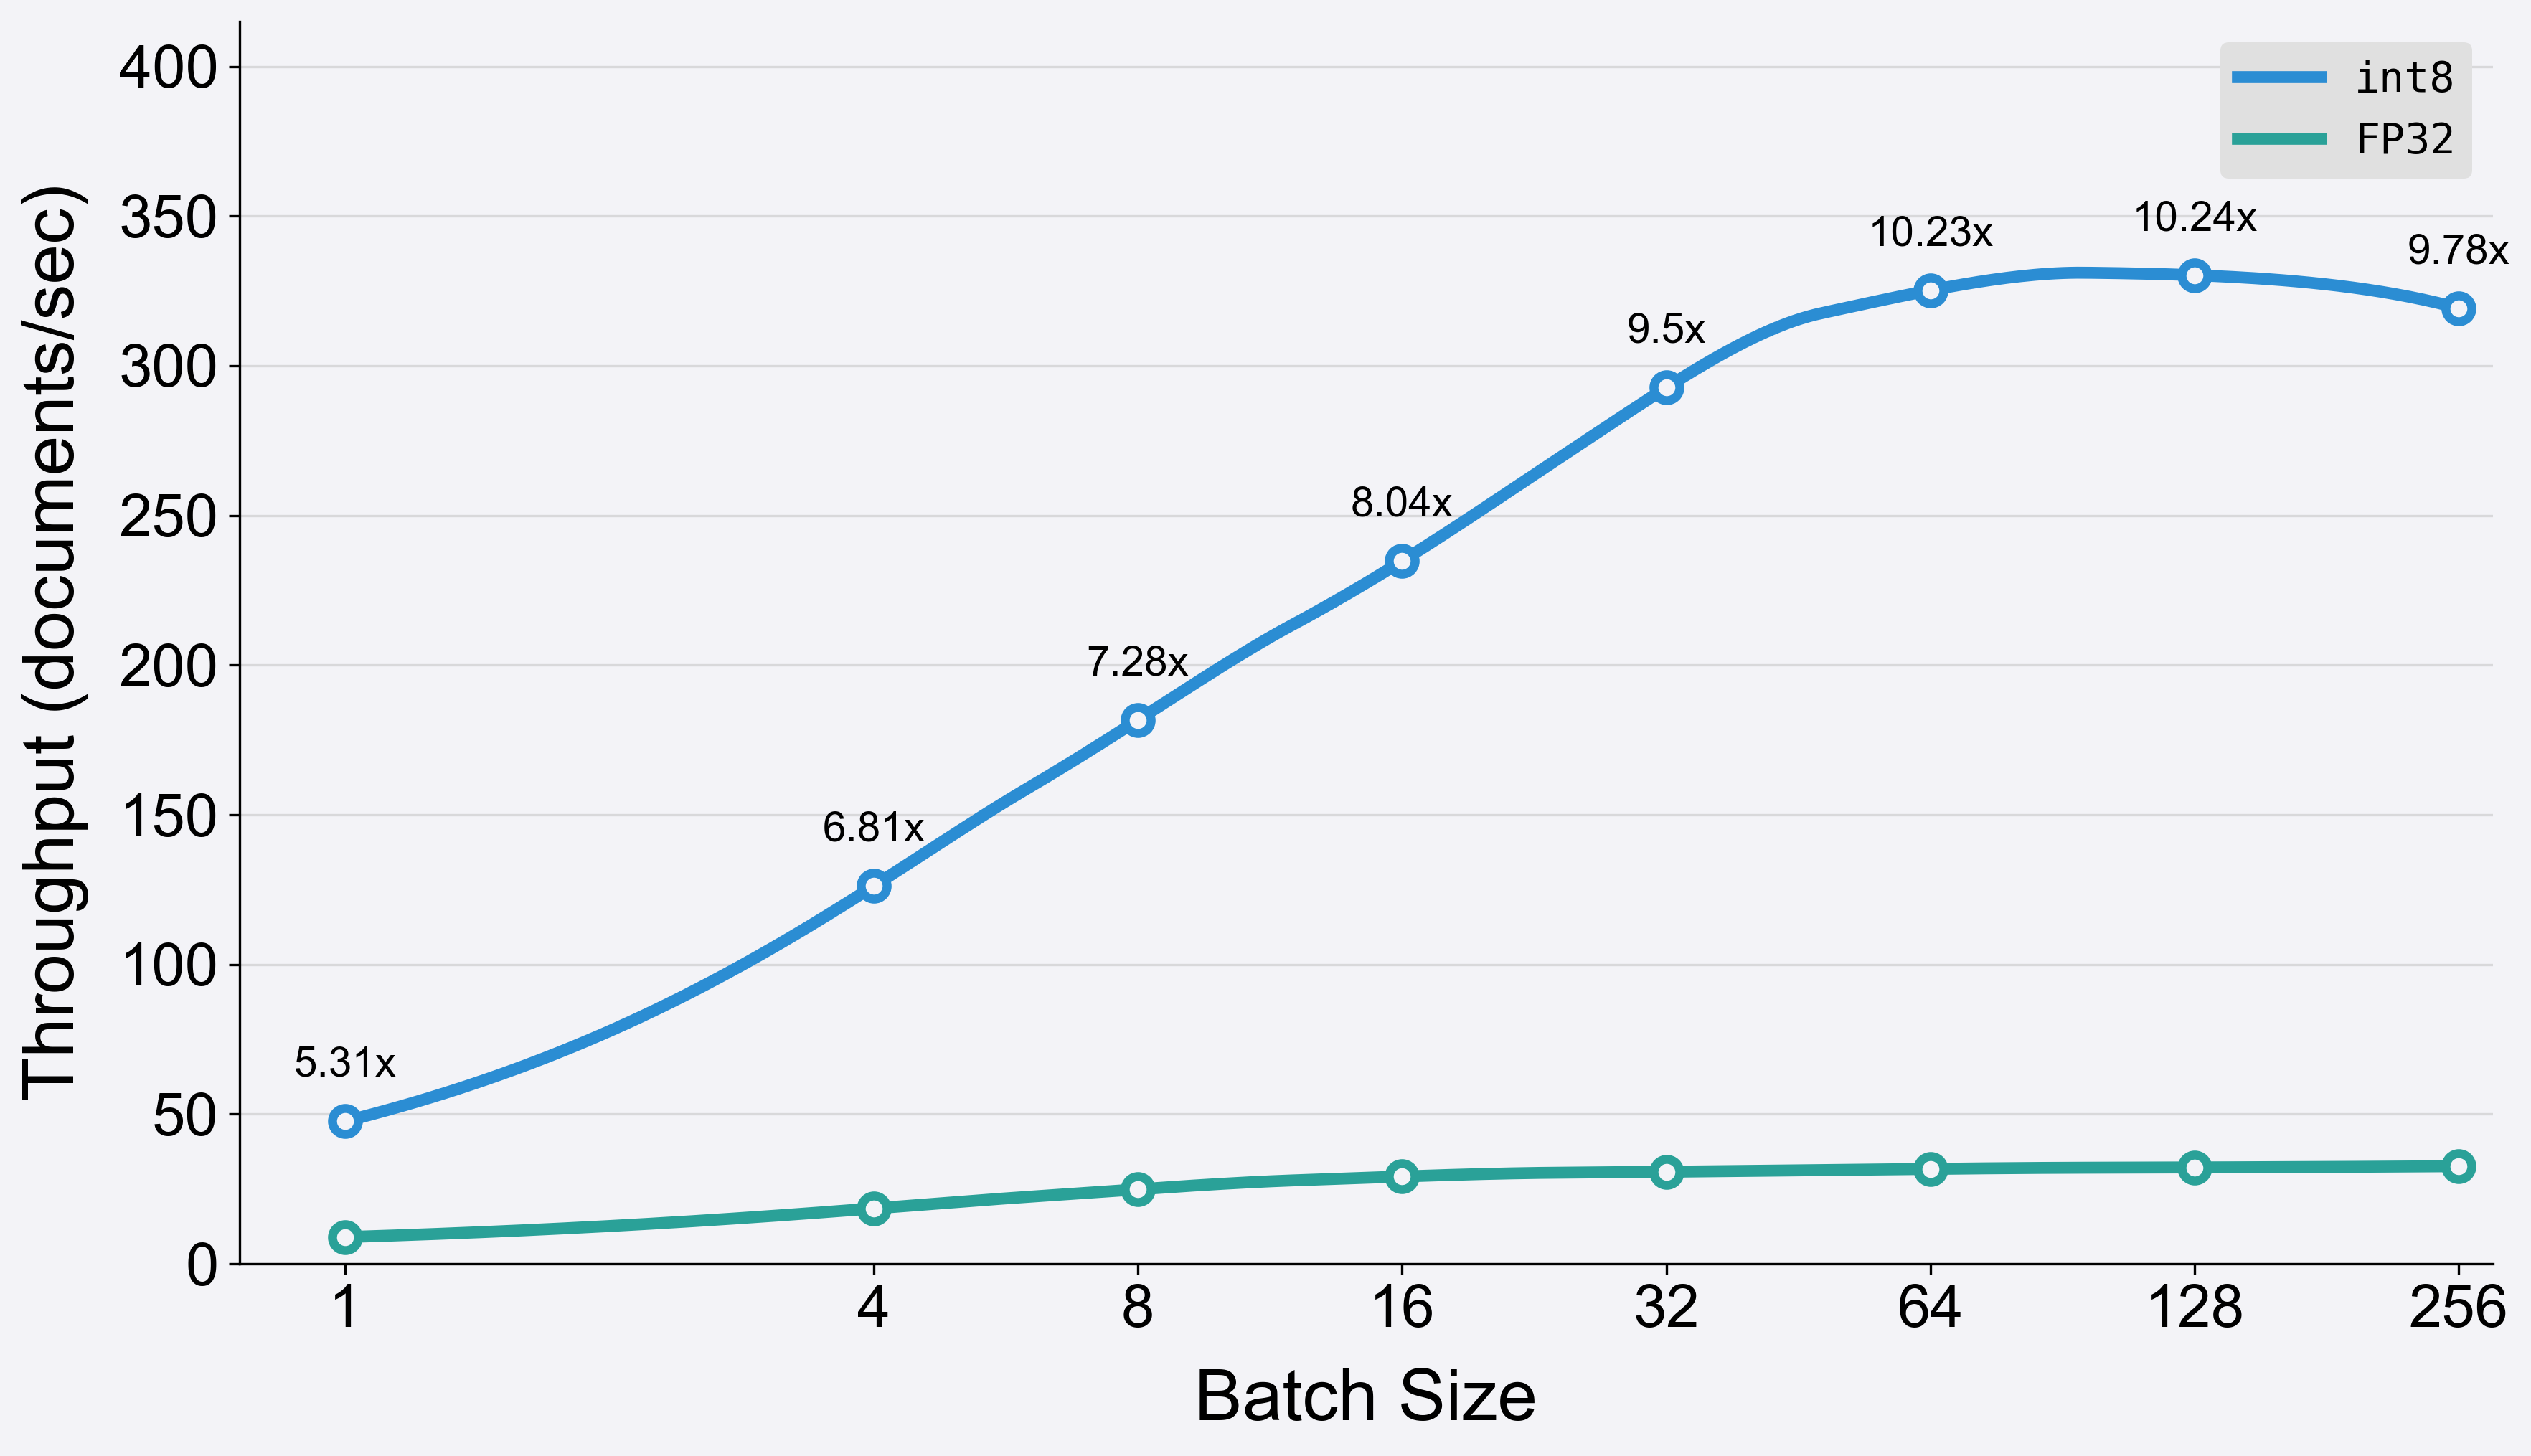 Throughput (documents/sec)
400
350
300
250
200
150
100
50
0
int8
FP32
5.31x
6.81x
7.28x
8.04x
9.5x
10.23x
10.24x
9.78x
1 4 8 16 32 64 128 256
Batch Size